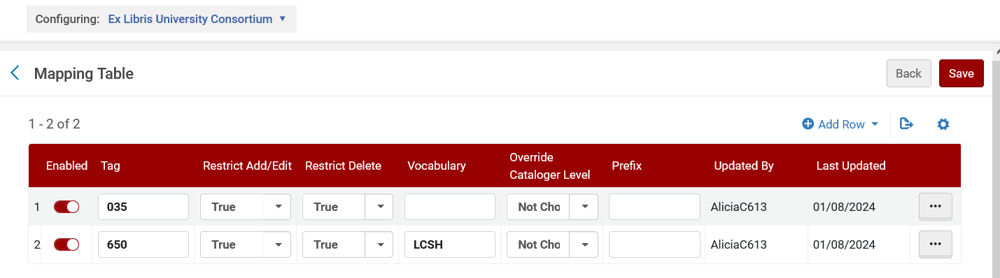 Configuring: Ex Libris University Consortium
Mapping Table
Back Save
1 - 2 of 2
Add Row
Enabled Tag Restrict Add/Edit Restrict Delete Vocabulary Override Cataloger Level Prefix Updated By Last Updated
1 035 True True Not Cho AliciaC613 01/08/2024
2 650 True True LCSH Not Cho AliciaC613 01/08/2024